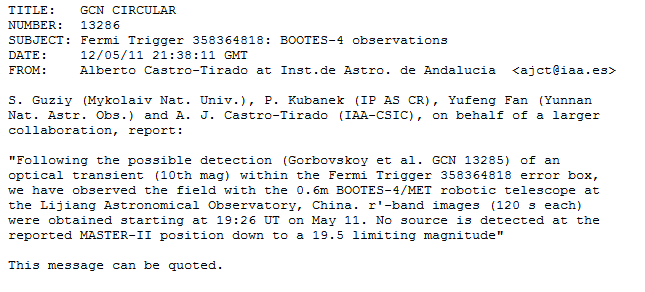 TITLE: GCN CIRCULAR
NUMBER: 13286
SUBJECT: Fermi Trigger 358364818: BOOTES-4 observations
DATE: 12/05/11 21:38:11 GMT
FROM: Alberto Castro-Tirado at Inst.de Astro. de Andalucia <ajct@iaa.es>
S. Guziy (Mykolaiv Nat. Univ.), P. Kubanek (IP AS CR), Yufeng Fan (Yunnan
Nat. Astr. Obs.) and A. J. Castro-Tirado (IAA-CSIC), on behalf of a larger
collaboration, report:
"Following the possible detection (Gorbovskoy et al. GCN 13285) of an
optical transient (10th mag) within the Fermi Trigger 358364818 error box,
we have observed the field with the 0.6m BOOTES-4/MET robotic telescope at
the Lijiang Astronomical Observatory, China. r'-band images (120 s each)
were obtained starting at 19:26 UT on May 11. No source is detected at the
reported MASTER-II position down to a 19.5 limiting magnitude"
This message can be quoted.